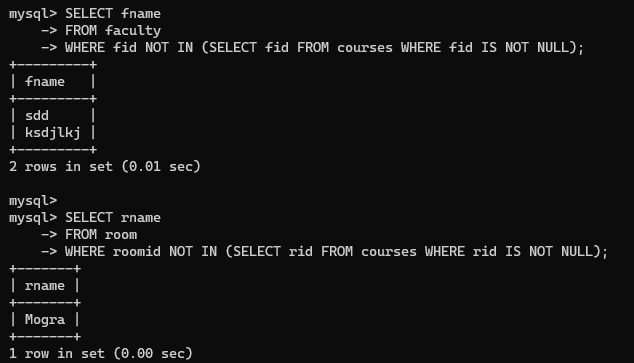 mysql> SELECT fname
    -> FROM faculty
    -> WHERE fid NOT IN (SELECT fid FROM courses WHERE fid IS NOT NULL);
+---------+
| fname   |
+---------+
| sdd     |
| ksdjlkj |
+---------+
2 rows in set (0.01 sec)

mysql>
mysql> SELECT rname
    -> FROM room
    -> WHERE roomid NOT IN (SELECT rid FROM courses WHERE rid IS NOT NULL);
+-------+
| rname |
+-------+
| Mogra |
+-------+
1 row in set (0.00 sec)